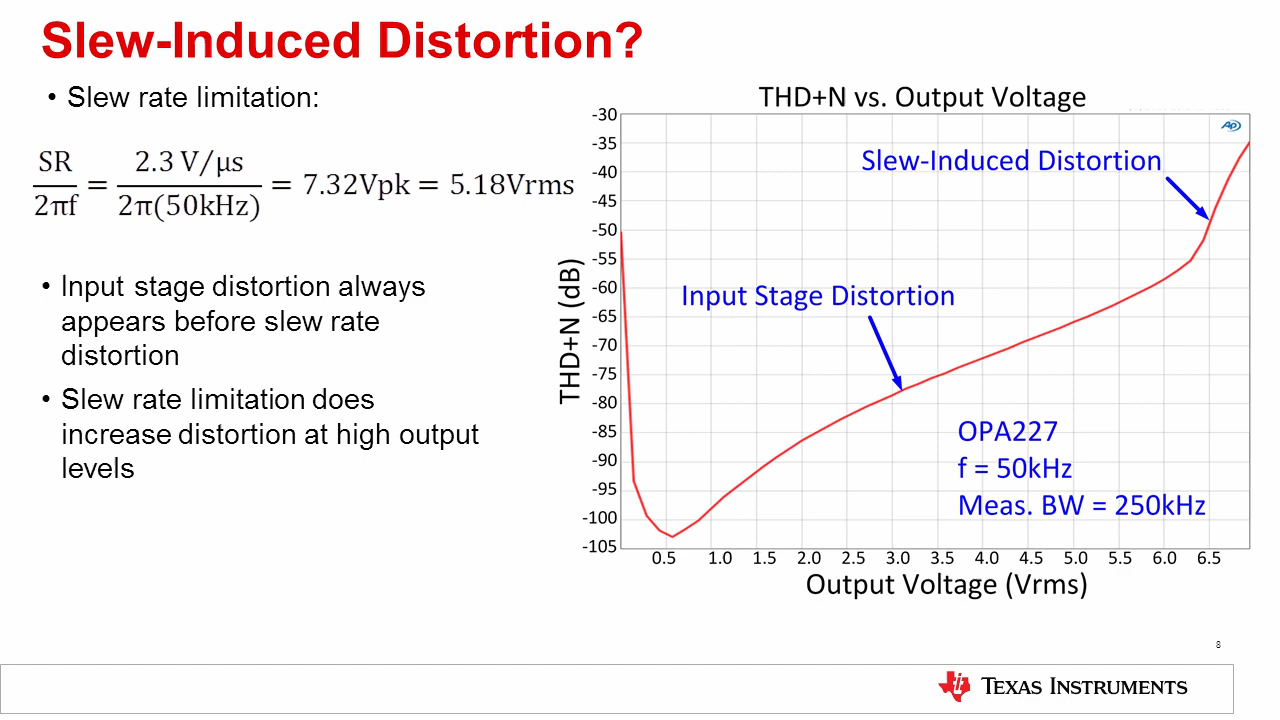 Slew-Induced Distortion?
• Slew rate limitation:
SR/2πf = 2.3 V/μs/2π(50kHz) = 7.32Vpk = 5.18Vrms
• Input stage distortion always
appears before slew rate
distortion
• Slew rate limitation does
increase distortion at high output
levels
THD+N vs. Output Voltage
-30
-35
-40
-45
-50
-55
-60
-65
-70
-75
-80
-85
-90
-95
-100
-105
THD+N (dB)
AP
Slew-Induced Distortion
Input Stage Distortion
OPA227
f = 50kHz
Meas. BW = 250kHz
0.5 1.0 1.5 2.0 2.5 3.0 3.5 4.0 4.5 5.0 5.5 6.0 6.5
Output Voltage (Vrms)
8
TEXAS INSTRUMENTS